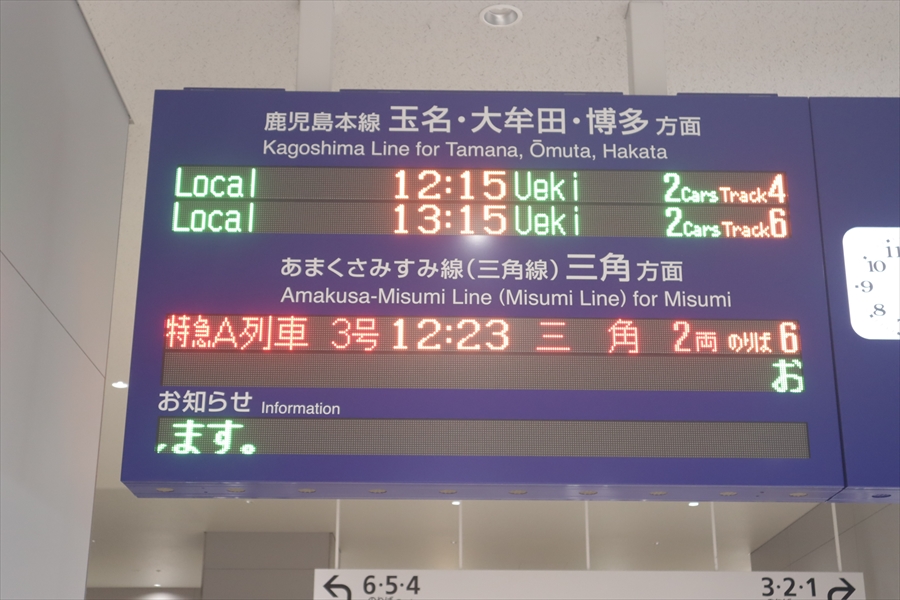 鹿児島本線 玉名・大牟田・博多 方面
Kagoshima Line for Tamana, Ōmuta, Hakata
Local 12:15 Ueki 2Cars Track4
Local 13:15 Ueki 2Cars Track6
あまくさみすみ線(三角線) 三角 方面
Amakusa-Misumi Line (Misumi Line) for Misumi
特急A列車 3号 12:23 三 角 2両 のりば 6
お
お知らせ Information
します。
10
9
8
6・5・4
3・2・1